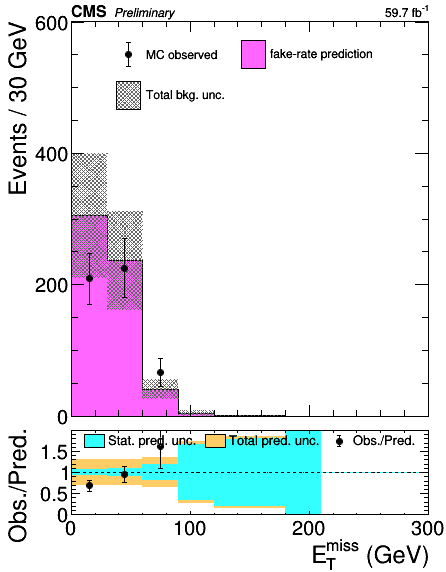 CMS Preliminary 59.7 fb⁻¹
Events / 30 GeV
600
400
200
0
MC observed
fake-rate prediction
Total bkg. unc.
Obs./Pred.
1.5
1
0.5
0
Stat. pred. unc. Total pred. unc. Obs./Pred.
0 100 200 300
E_T^miss (GeV)